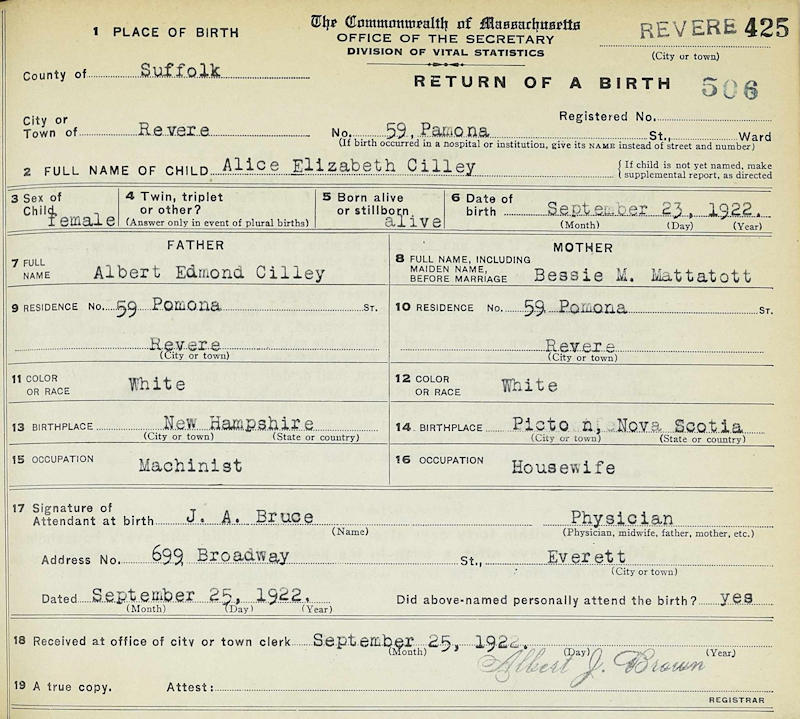 1 PLACE OF BIRTH
The Commonwealth of Massachusetts
OFFICE OF THE SECRETARY
DIVISION OF VITAL STATISTICS
REVERE 425
(City or town)
County of Suffolk
RETURN OF A BIRTH 506
Registered No.
City or
Town of Revere No. 59 Pamona St., Ward
(If birth occurred in a hospital or institution, give its NAME instead of street and number)
2 FULL NAME OF CHILD Alice Elizabeth Cilley { If child is not yet named, make
supplemental report, as directed
3 Sex of
Child female
4 Twin, triplet
or other?
(Answer only in event of plural births)
5 Born alive
or stillborn alive
6 Date of
birth September 23, 1922.
(Month) (Day) (Year)
FATHER
7 FULL
NAME Albert Edmond Cilley
MOTHER
8 FULL NAME, INCLUDING
MAIDEN NAME,
BEFORE MARRIAGE Bessie M. Mattatott
9 RESIDENCE No. 59 Pomona ST.
Revere
(City or town)
10 RESIDENCE No. 59 Pomona ST.
Revere
(City or town)
11 COLOR
OR RACE White
12 COLOR
OR RACE White
13 BIRTHPLACE New Hampshire
(City or town) (State or country)
14 BIRTHPLACE Picto n, Nova Scotia
(City or town) (State or country)
15 OCCUPATION Machinist
16 OCCUPATION Housewife
17 Signature of
Attendant at birth J. A. Bruce Physician
(Name) (Physician, midwife, father, mother, etc.)
Address No. 699 Broadway St., Everett
(City or town)
Dated September 25, 1922. Did above-named personally attend the birth? yes
(Month) (Day) (Year)
18 Received at office of city or town clerk September 25, 1922.
(Month) (Day) (Year)
Albert J. Brown
19 A true copy. Attest:
REGISTRAR